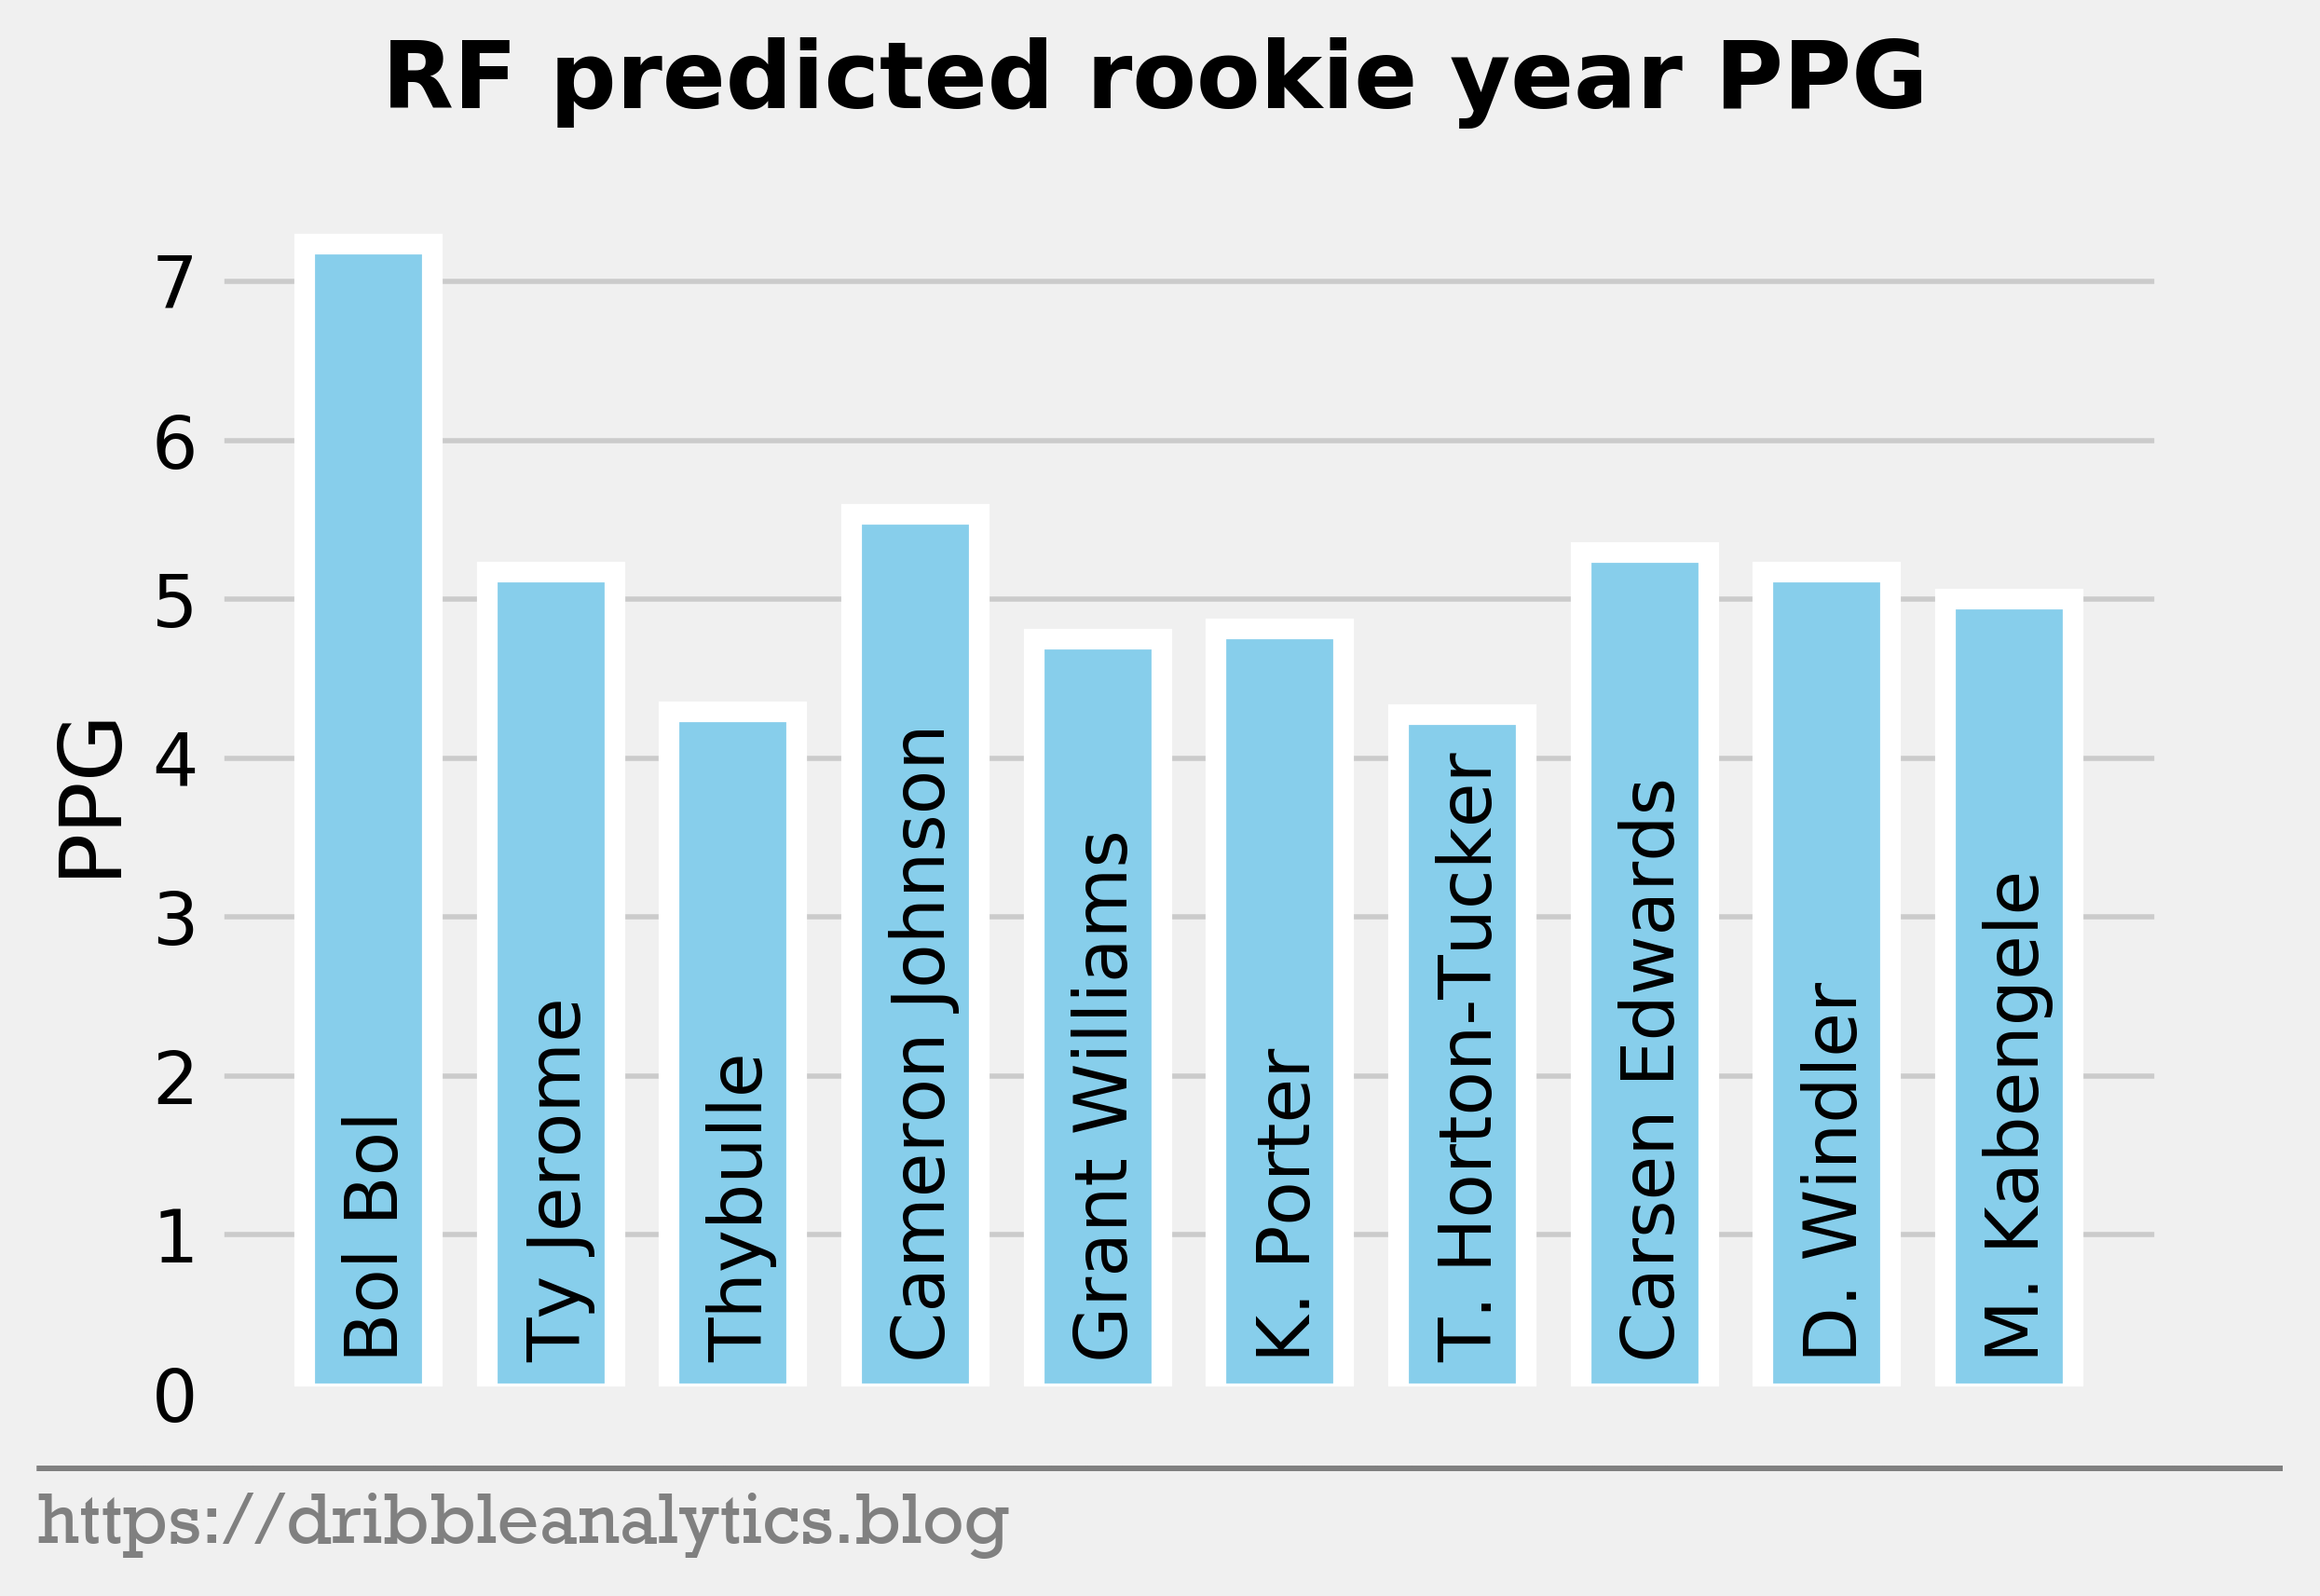 RF predicted rookie year PPG
PPG
7
6
5
4
3
2
1
0
Bol Bol
Ty Jerome
Thybulle
Cameron Johnson
Grant Williams
K. Porter
T. Horton-Tucker
Carsen Edwards
D. Windler
M. Kabengele
https://dribbleanalytics.blog